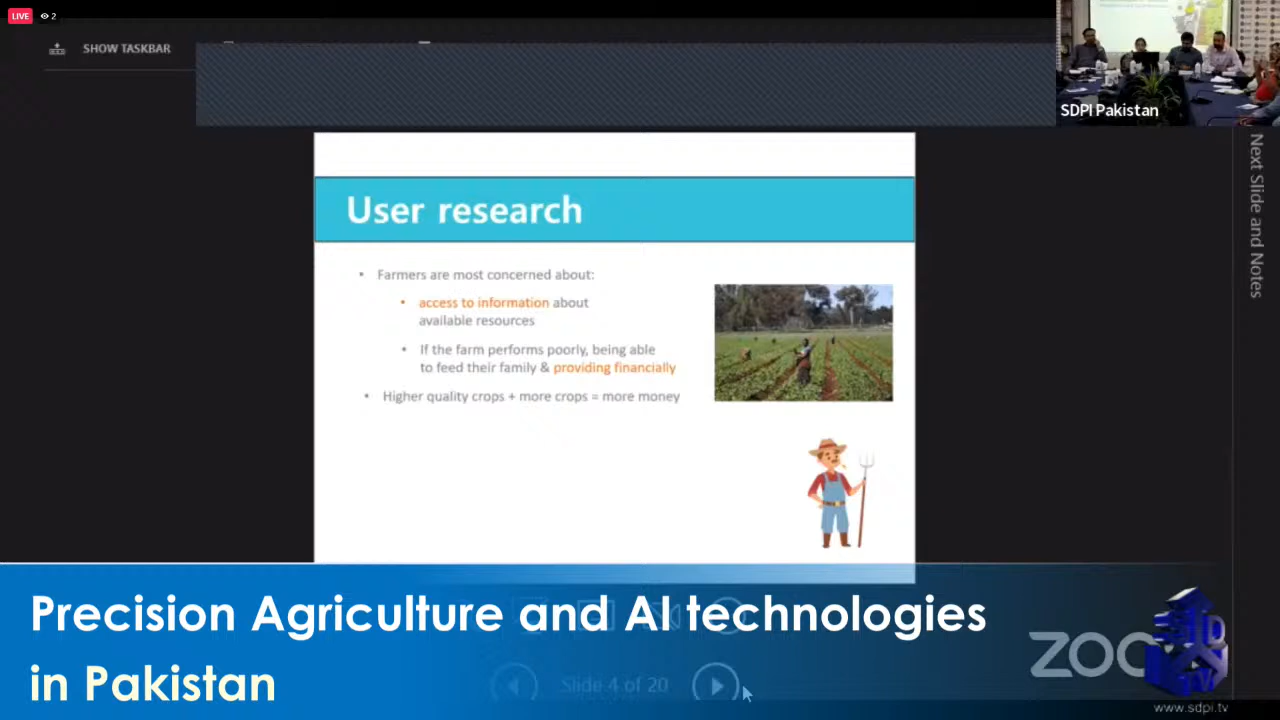 LIVE 2
SHOW TASKBAR
SDPI Pakistan
Next Slide and Notes
User research
• Farmers are most concerned about:
• access to information about
available resources
• If the farm performs poorly, being able
to feed their family & providing financially
• Higher quality crops + more crops = more money
Precision Agriculture and AI technologies
in Pakistan
Slide 4 of 20
www.sdpi.tv